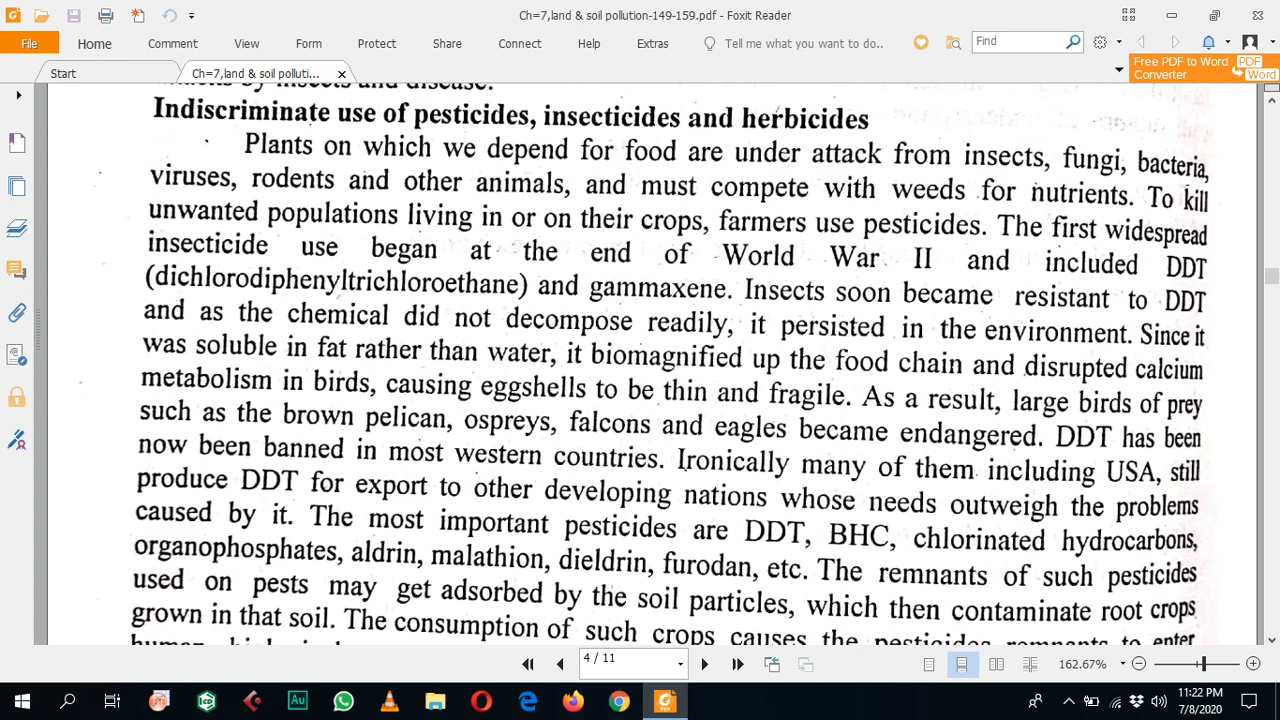 Ch=7,land & soil pollution-149-159.pdf - Foxit Reader
File Home Comment View Form Protect Share Connect Help Extras Tell me what you want to do.. Find
Free PDF to Word Converter PDF Word
Start Ch=7,land & soil polluti...
attacks by insects and disease.
Indiscriminate use of pesticides, insecticides and herbicides
Plants on which we depend for food are under attack from insects, fungi, bacteria,
viruses, rodents and other animals, and must compete with weeds for nutrients. To kill
unwanted populations living in or on their crops, farmers use pesticides. The first widespread
insecticide use began at the end of World War II and included DDT
(dichlorodiphenyltrichloroethane) and gammaxene. Insects soon became resistant to DDT
and as the chemical did not decompose readily, it persisted in the environment. Since it
was soluble in fat rather than water, it biomagnified up the food chain and disrupted calcium
metabolism in birds, causing eggshells to be thin and fragile. As a result, large birds of prey
such as the brown pelican, ospreys, falcons and eagles became endangered. DDT has been
now been banned in most western countries. Ironically many of them including USA, still
produce DDT for export to other developing nations whose needs outweigh the problems
caused by it. The most important pesticides are DDT, BHC, chlorinated hydrocarbons,
organophosphates, aldrin, malathion, dieldrin, furodan, etc. The remnants of such pesticides
used on pests may get adsorbed by the soil particles, which then contaminate root crops
grown in that soil. The consumption of such crops causes the pesticides remnants to enter
4 / 11 162.67%
11:22 PM
7/8/2020